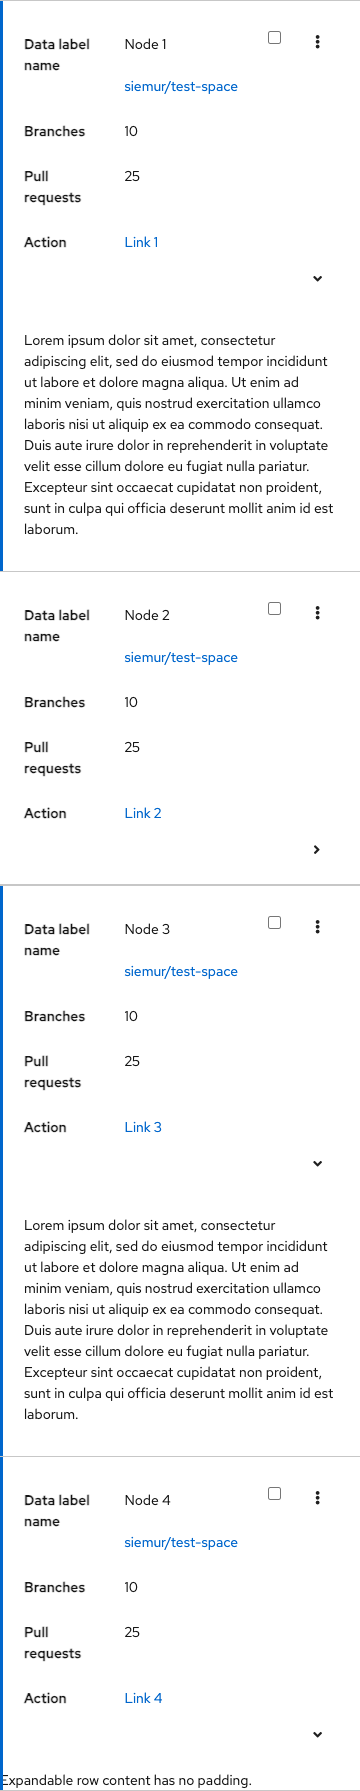 Data label name Node 1
siemur/test-space
Branches 10
Pull requests 25
Action Link 1
Lorem ipsum dolor sit amet, consectetur
adipiscing elit, sed do eiusmod tempor incididunt
ut labore et dolore magna aliqua. Ut enim ad
minim veniam, quis nostrud exercitation ullamco
laboris nisi ut aliquip ex ea commodo consequat.
Duis aute irure dolor in reprehenderit in voluptate
velit esse cillum dolore eu fugiat nulla pariatur.
Excepteur sint occaecat cupidatat non proident,
sunt in culpa qui officia deserunt mollit anim id est
laborum.
Data label name Node 2
siemur/test-space
Branches 10
Pull requests 25
Action Link 2
Data label name Node 3
siemur/test-space
Branches 10
Pull requests 25
Action Link 3
Lorem ipsum dolor sit amet, consectetur
adipiscing elit, sed do eiusmod tempor incididunt
ut labore et dolore magna aliqua. Ut enim ad
minim veniam, quis nostrud exercitation ullamco
laboris nisi ut aliquip ex ea commodo consequat.
Duis aute irure dolor in reprehenderit in voluptate
velit esse cillum dolore eu fugiat nulla pariatur.
Excepteur sint occaecat cupidatat non proident,
sunt in culpa qui officia deserunt mollit anim id est
laborum.
Data label name Node 4
siemur/test-space
Branches 10
Pull requests 25
Action Link 4
Expandable row content has no padding.